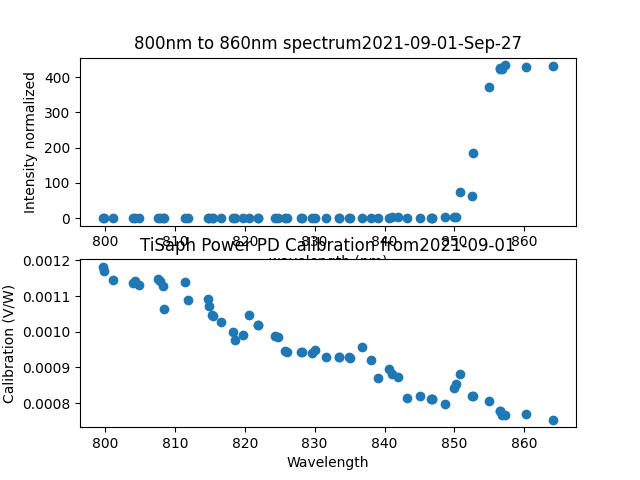 800nm to 860nm spectrum2021-09-01-Sep-27
400
300
200
100
0
Intensity normalized
800 810 820 830 840 850 860
wavelength (nm)
TiSaph Power PD Calibration from2021-09-01
0.0012
0.0011
0.0010
0.0009
0.0008
Calibration (V/W)
800 810 820 830 840 850 860
Wavelength